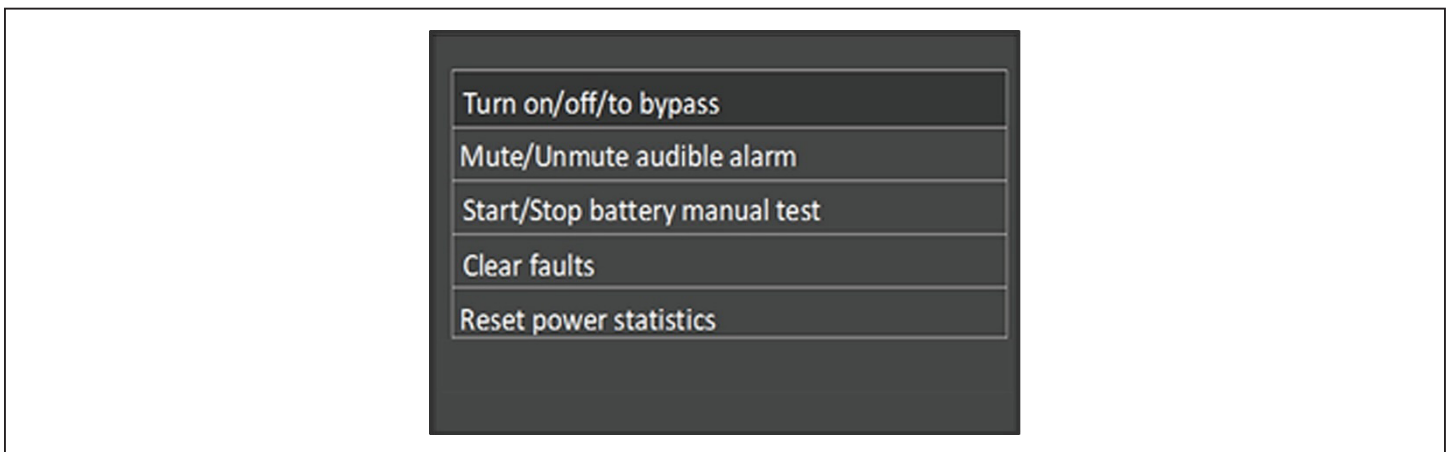 Turn on/off/to bypass
Mute/Unmute audible alarm
Start/Stop battery manual test
Clear faults
Reset power statistics